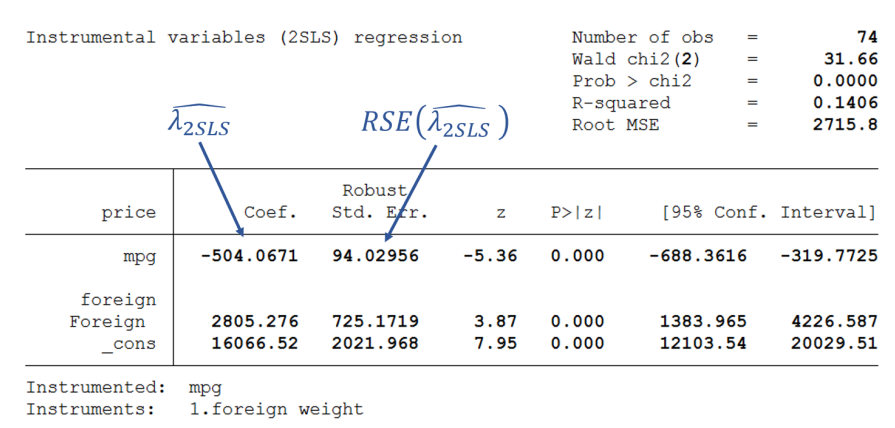 Instrumental variables (2SLS) regression Number of obs = 74
Wald chi2(2) = 31.66
Prob > chi2 = 0.0000
R-squared = 0.1406
Root MSE = 2715.8
$\widehat{\lambda_{2SLS}}$ $RSE(\widehat{\lambda_{2SLS}})$
Robust
price Coef. Std. Err. z P>|z| [95% Conf. Interval]
mpg -504.0671 94.02956 -5.36 0.000 -688.3616 -319.7725
foreign
Foreign 2805.276 725.1719 3.87 0.000 1383.965 4226.587
_cons 16066.52 2021.968 7.95 0.000 12103.54 20029.51
Instrumented: mpg
Instruments: 1.foreign weight